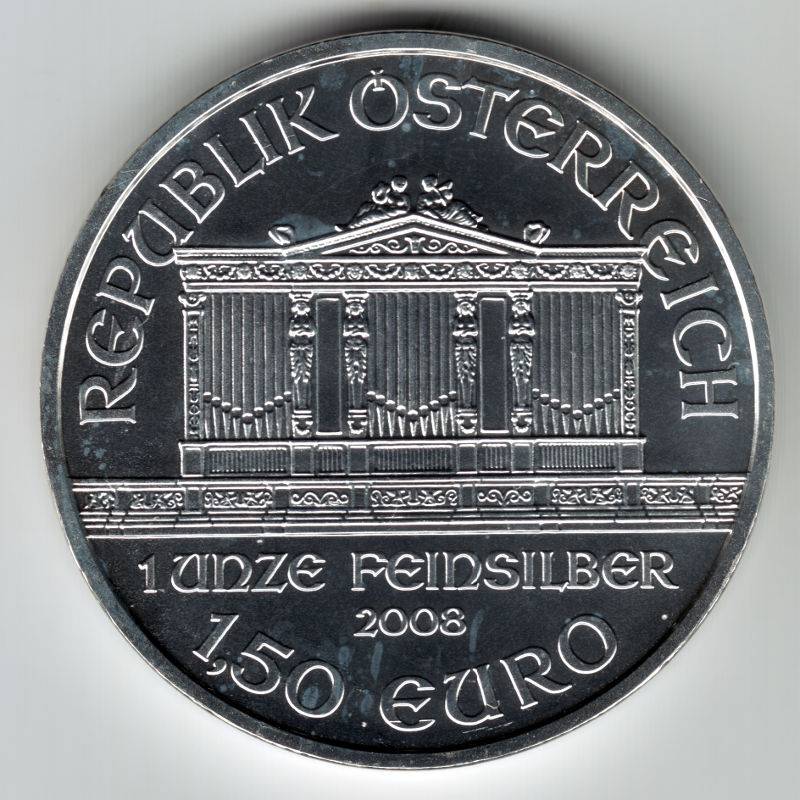 REPUBLIK ÖSTERREICH
1 UNZE FEINSILBER
2008
1,50 EURO